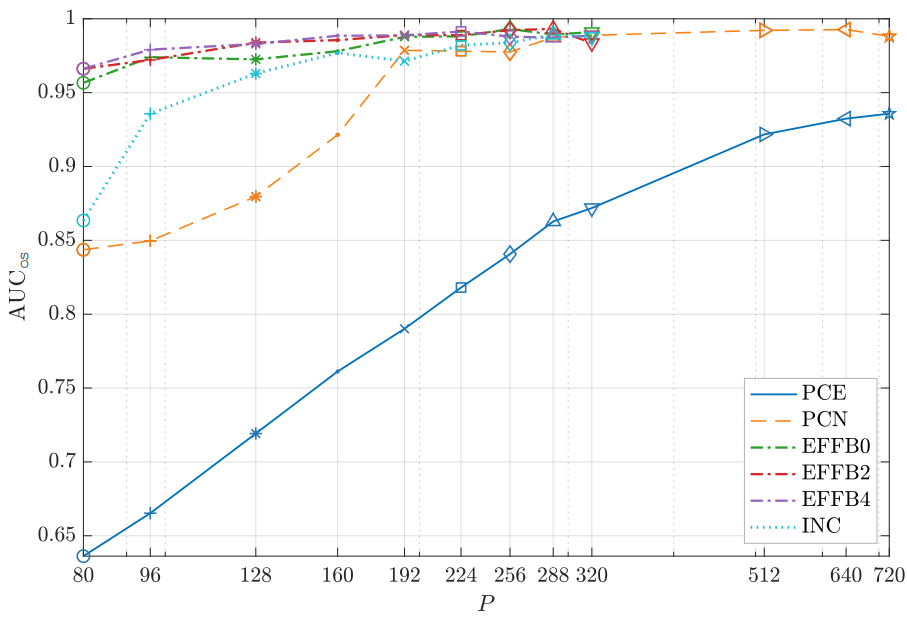 1
0.95
0.9
0.85
0.8
0.75
0.7
0.65
AUC_OS
80 96 128 160 192 224 256 288 320 512 640 720
P
PCE
PCN
EFFB0
EFFB2
EFFB4
INC